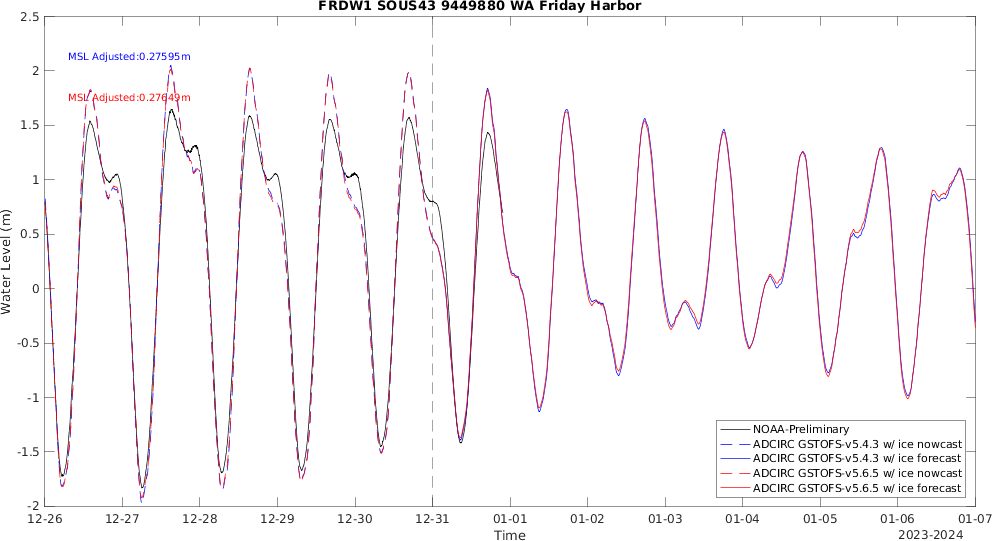 FRDW1 SOUS43 9449880 WA Friday Harbor
MSL Adjusted:0.27595m
MSL Adjusted:0.27649m
Water Level (m)
2.5
2
1.5
1
0.5
0
-0.5
-1
-1.5
-2
NOAA-Preliminary
ADCIRC GSTOFS-v5.4.3 w/ ice nowcast
ADCIRC GSTOFS-v5.4.3 w/ ice forecast
ADCIRC GSTOFS-v5.6.5 w/ ice nowcast
ADCIRC GSTOFS-v5.6.5 w/ ice forecast
12-26 12-27 12-28 12-29 12-30 12-31 01-01 01-02 01-03 01-04 01-05 01-06 01-07
Time
2023-2024